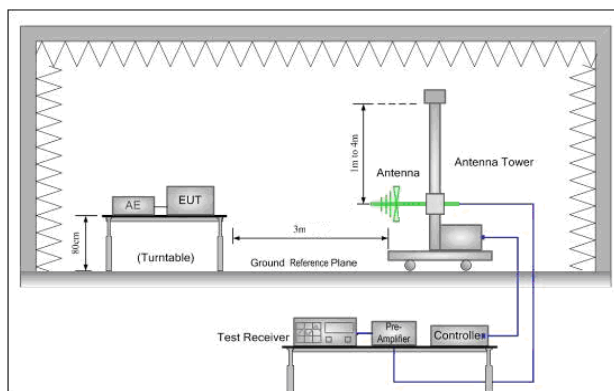 1m to 4m
Antenna
Antenna Tower
AE
EUT
80cm
(Turntable)
3m
Ground Reference Plane
Test Receiver
Pre-
Amplifier
Controller